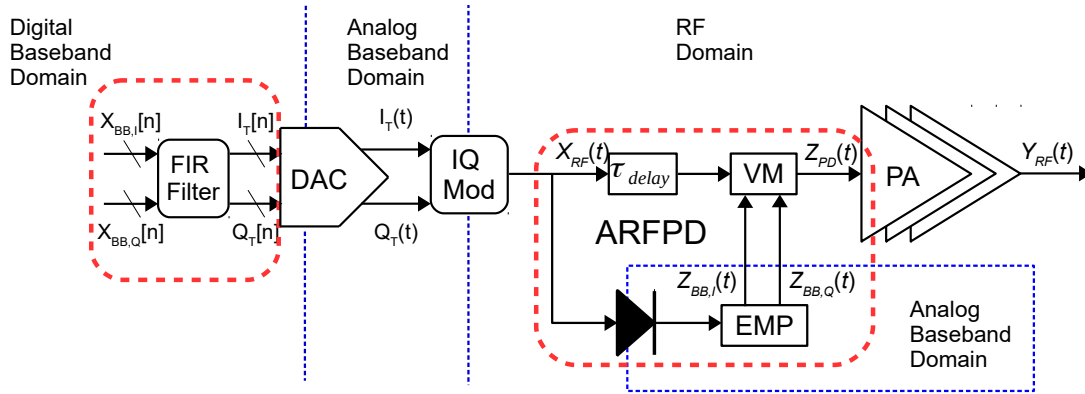 Digital
Baseband
Domain
Analog
Baseband
Domain
RF
Domain
X_BB,I[n]
I_T[n]
I_T(t)
FIR
Filter
DAC
IQ
Mod
X_RF(t)
τ_delay
VM
Z_PD(t)
PA
Y_RF(t)
X_BB,Q[n]
Q_T[n]
Q_T(t)
ARFPD
Z_BB,I(t)
Z_BB,Q(t)
EMP
Analog
Baseband
Domain